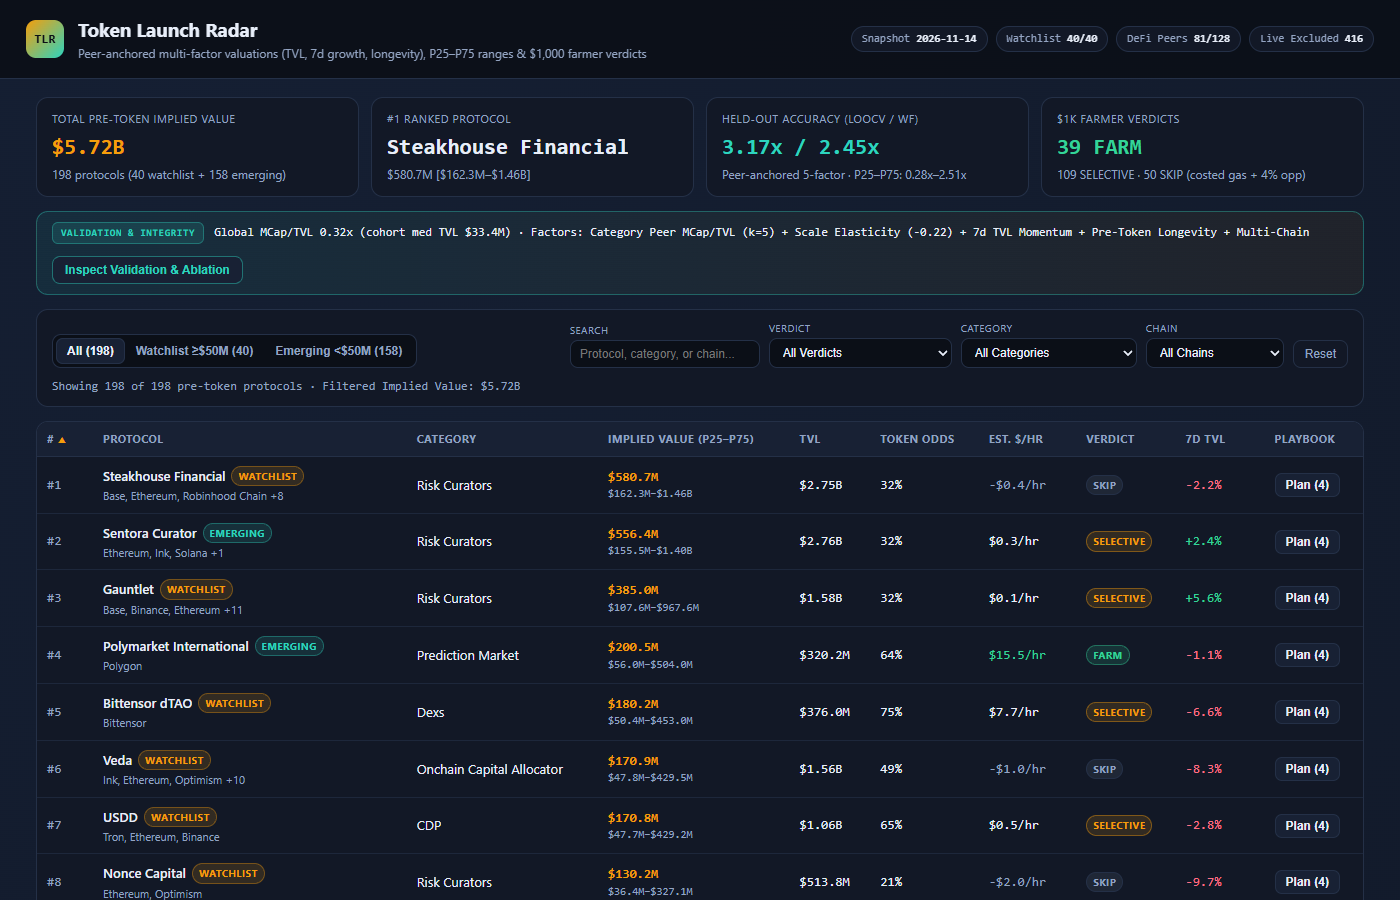 TLR
Token Launch Radar
Peer-anchored multi-factor valuations (TVL, 7d growth, longevity), P25–P75 ranges & $1,000 farmer verdicts
Snapshot 2026-11-14
Watchlist 40/40
DeFi Peers 81/128
Live Excluded 416
TOTAL PRE-TOKEN IMPLIED VALUE
$5.72B
198 protocols (40 watchlist + 158 emerging)
#1 RANKED PROTOCOL
Steakhouse Financial
$580.7M [$162.3M–$1.46B]
HELD-OUT ACCURACY (LOOCV / WF)
3.17x / 2.45x
Peer-anchored 5-factor · P25–P75: 0.28x–2.51x
$1K FARMER VERDICTS
39 FARM
109 SELECTIVE · 50 SKIP (costed gas + 4% opp)
VALIDATION & INTEGRITY
Global MCap/TVL 0.32x (cohort med TVL $33.4M) · Factors: Category Peer MCap/TVL (k=5) + Scale Elasticity (-0.22) + 7d TVL Momentum + Pre-Token Longevity + Multi-Chain
Inspect Validation & Ablation
All (198)
Watchlist ≥$50M (40)
Emerging <$50M (158)
SEARCH
Protocol, category, or chain...
VERDICT
All Verdicts
CATEGORY
All Categories
CHAIN
All Chains
Reset
Showing 198 of 198 pre-token protocols · Filtered Implied Value: $5.72B
# ▲ PROTOCOL CATEGORY IMPLIED VALUE (P25–P75) TVL TOKEN ODDS EST. $/HR VERDICT 7D TVL PLAYBOOK
#1 Steakhouse Financial WATCHLIST Risk Curators $580.7M $2.75B 32% -$0.4/hr SKIP -2.2% Plan (4)
Base, Ethereum, Robinhood Chain +8 $162.3M–$1.46B
#2 Sentora Curator EMERGING Risk Curators $556.4M $2.76B 32% $0.3/hr SELECTIVE +2.4% Plan (4)
Ethereum, Ink, Solana +1 $155.5M–$1.40B
#3 Gauntlet WATCHLIST Risk Curators $385.0M $1.58B 32% $0.1/hr SELECTIVE +5.6% Plan (4)
Base, Binance, Ethereum +11 $107.6M–$967.6M
#4 Polymarket International EMERGING Prediction Market $200.5M $320.2M 64% $15.5/hr FARM -1.1% Plan (4)
Polygon $56.0M–$504.0M
#5 Bittensor dTAO WATCHLIST Dexs $180.2M $376.0M 75% $7.7/hr SELECTIVE -6.6% Plan (4)
Bittensor $50.4M–$453.0M
#6 Veda WATCHLIST Onchain Capital Allocator $170.9M $1.56B 49% -$1.0/hr SKIP -8.3% Plan (4)
Ink, Ethereum, Optimism +10 $47.8M–$429.5M
#7 USDD WATCHLIST CDP $170.8M $1.06B 65% $0.5/hr SELECTIVE -2.8% Plan (4)
Tron, Ethereum, Binance $47.7M–$429.2M
#8 Nonce Capital WATCHLIST Risk Curators $130.2M $513.8M 21% -$2.0/hr SKIP -9.7% Plan (4)
Ethereum, Optimism $36.4M–$327.1M